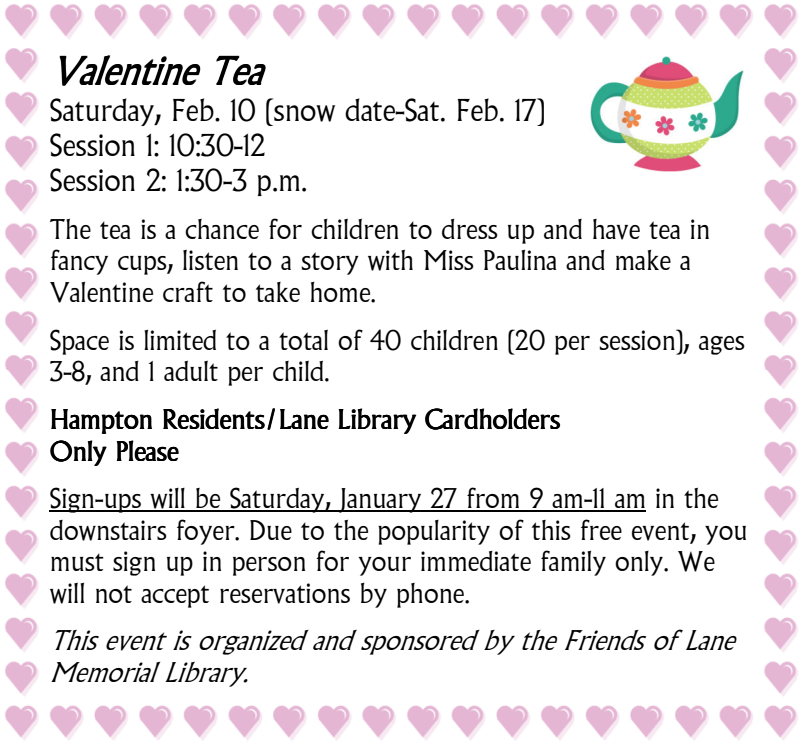 Valentine Tea
Saturday, Feb. 10 (snow date-Sat. Feb. 17)
Session 1: 10:30-12
Session 2: 1:30-3 p.m.
The tea is a chance for children to dress up and have tea in
fancy cups, listen to a story with Miss Paulina and make a
Valentine craft to take home.
Space is limited to a total of 40 children (20 per session), ages
3-8, and 1 adult per child.
Hampton Residents/Lane Library Cardholders
Only Please
Sign-ups will be Saturday, January 27 from 9 am-11 am in the
downstairs foyer. Due to the popularity of this free event, you
must sign up in person for your immediate family only. We
will not accept reservations by phone.
This event is organized and sponsored by the Friends of Lane
Memorial Library.